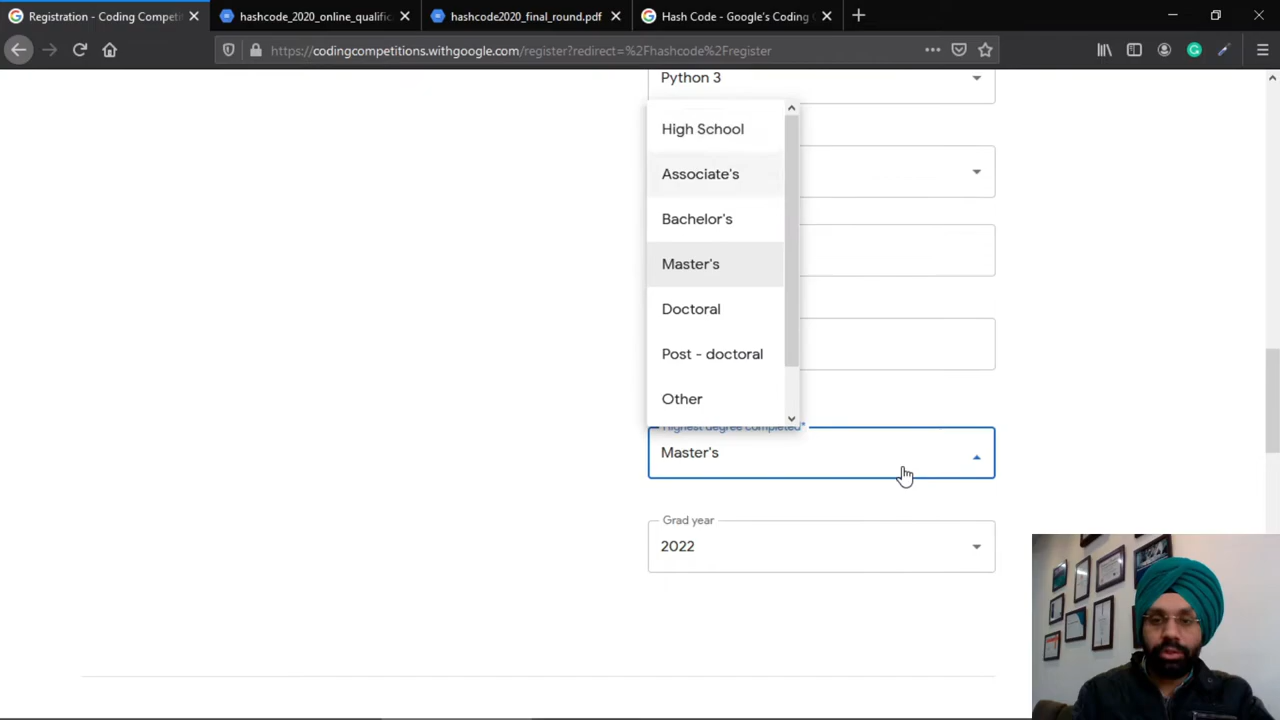 Registration - Coding Competit
hashcode_2020_online_qualific
hashcode2020_final_round.pdf
Hash Code - Google's Coding C
https://codingcompetitions.withgoogle.com/register?redirect=%2Fhashcode%2Fregister
Python 3
High School
Associate's
Bachelor's
Master's
Doctoral
Post - doctoral
Other
Highest degree completed*
Master's
Grad year
2022